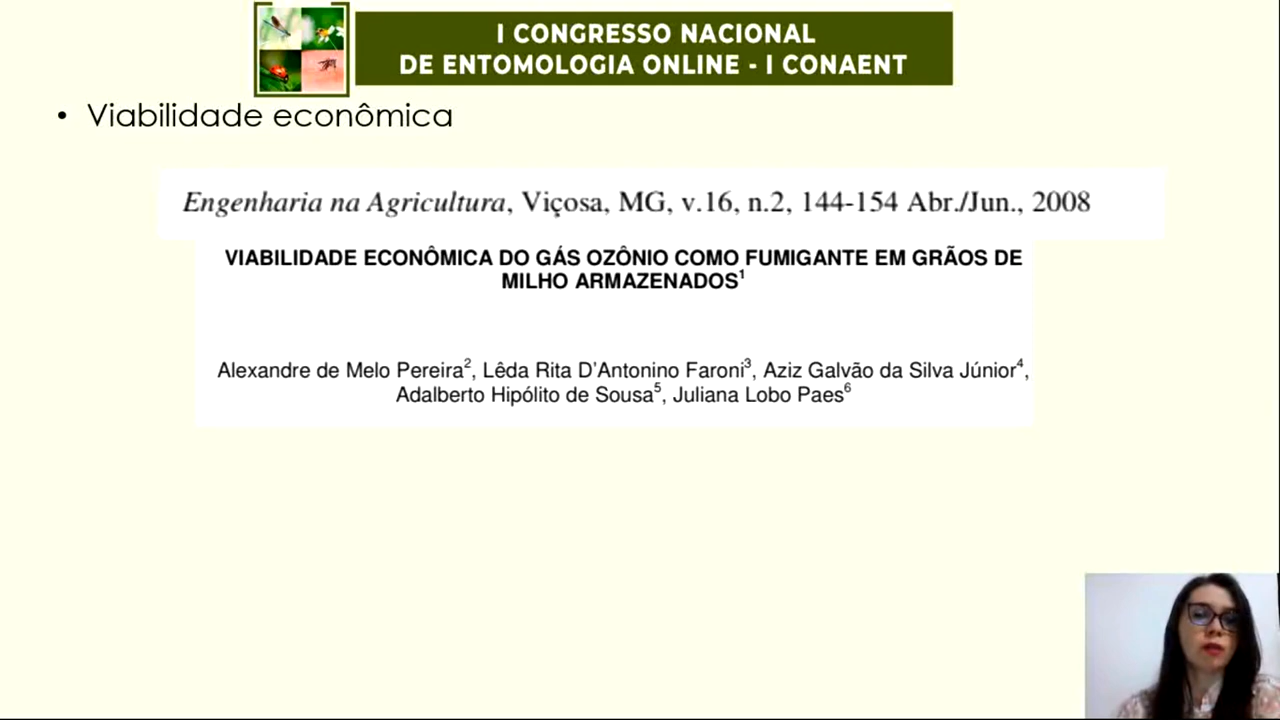 I CONGRESSO NACIONAL
DE ENTOMOLOGIA ONLINE - I CONAENT
• Viabilidade econômica
Engenharia na Agricultura, Viçosa, MG, v.16, n.2, 144-154 Abr./Jun., 2008
VIABILIDADE ECONÔMICA DO GÁS OZÔNIO COMO FUMIGANTE EM GRÃOS DE
MILHO ARMAZENADOS¹
Alexandre de Melo Pereira², Lêda Rita D'Antonino Faroni³, Aziz Galvão da Silva Júnior⁴,
Adalberto Hipólito de Sousa⁵, Juliana Lobo Paes⁶